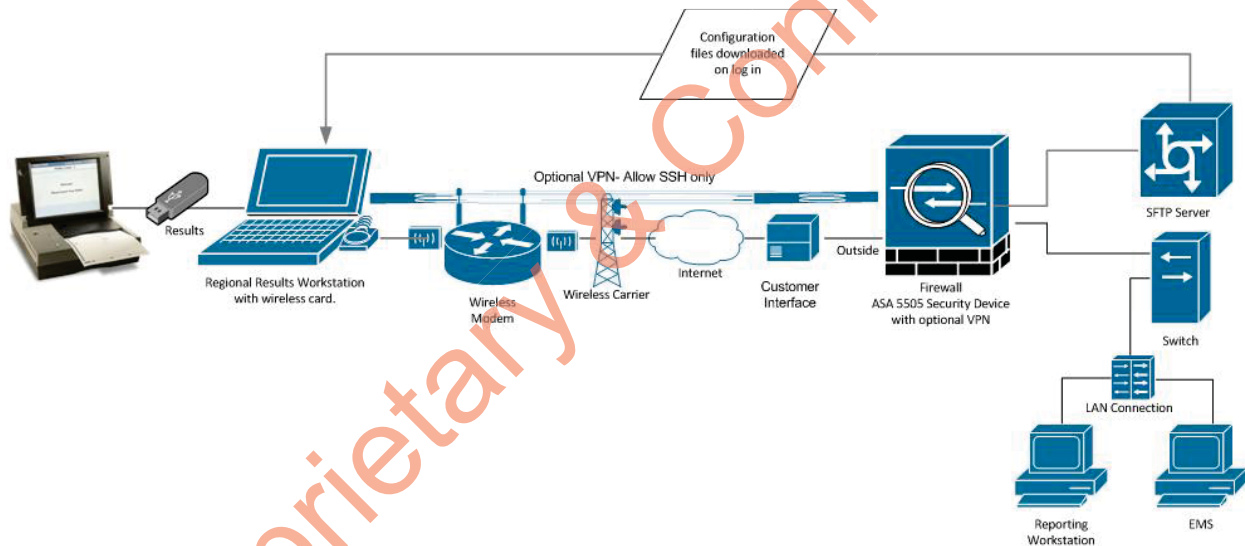 Configuration
files downloaded
on log in
Optional VPN- Allow SSH only
Results
Regional Results Workstation
with wireless card.
Wireless
Modem
Wireless Carrier
Internet
Customer
Interface
Outside
Firewall
ASA 5505 Security Device
with optional VPN
SFTP Server
Switch
LAN Connection
Reporting
Workstation
EMS
prietary & Con